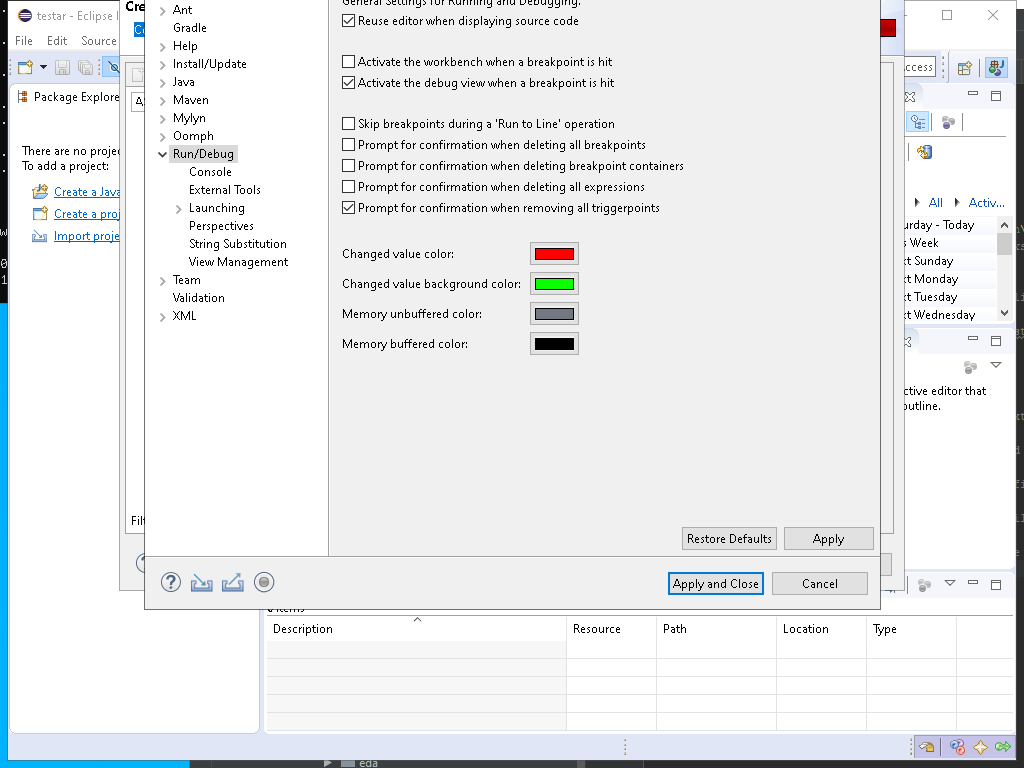 testar - Eclipse I
Cre
File Edit Source
Package Explore
There are no projec
To add a project:
Create a Java
Create a proj
Import proje
Ant
Gradle
Help
Install/Update
Java
Maven
Mylyn
Oomph
Run/Debug
Console
External Tools
Launching
Perspectives
String Substitution
View Management
Team
Validation
XML
General Settings for Running and Debugging.
Reuse editor when displaying source code
Activate the workbench when a breakpoint is hit
Activate the debug view when a breakpoint is hit
Skip breakpoints during a 'Run to Line' operation
Prompt for confirmation when deleting all breakpoints
Prompt for confirmation when deleting breakpoint containers
Prompt for confirmation when deleting all expressions
Prompt for confirmation when removing all triggerpoints
Changed value color:
Changed value background color:
Memory unbuffered color:
Memory buffered color:
Restore Defaults
Apply
Apply and Close
Cancel
Filt
ccess
All
Activ...
urday - Today
s Week
xt Sunday
xt Monday
xt Tuesday
xt Wednesday
ctive editor that
outline.
0 items
Description Resource Path Location Type
eda